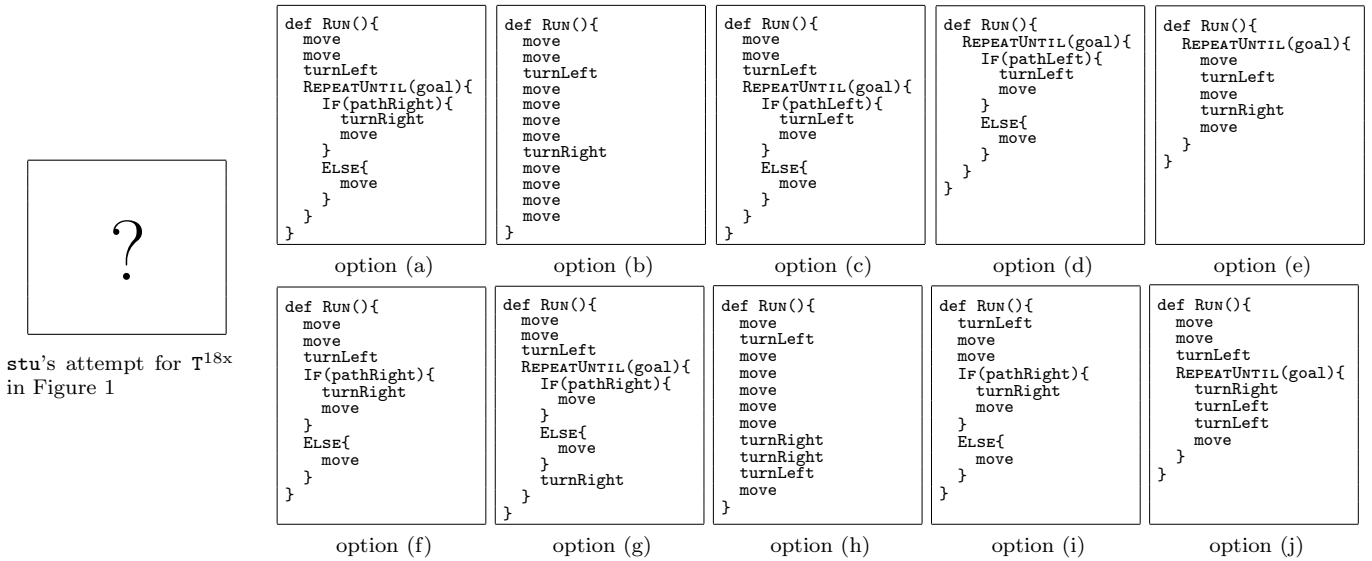 def RUN(){
move
move
turnLeft
REPEATUNTIL(goal){
IF(pathRight){
turnRight
move
}
ELSE{
move
}
}
}
option (a)
def RUN(){
move
move
turnLeft
move
move
move
move
turnRight
move
move
move
move
}
option (b)
def RUN(){
move
move
turnLeft
REPEATUNTIL(goal){
IF(pathLeft){
turnLeft
move
}
ELSE{
move
}
}
}
option (c)
def RUN(){
REPEATUNTIL(goal){
IF(pathLeft){
turnLeft
move
}
ELSE{
move
}
}
}
option (d)
def RUN(){
REPEATUNTIL(goal){
move
turnLeft
move
turnRight
move
}
}
option (e)
?
stu's attempt for T18x
in Figure 1
def RUN(){
move
move
turnLeft
IF(pathRight){
turnRight
move
}
ELSE{
move
}
}
option (f)
def RUN(){
move
move
turnLeft
REPEATUNTIL(goal){
IF(pathRight){
move
}
ELSE{
move
}
turnRight
}
}
option (g)
def RUN(){
move
turnLeft
move
move
move
move
move
turnRight
turnRight
turnLeft
move
}
option (h)
def RUN(){
turnLeft
move
move
IF(pathRight){
turnRight
move
}
ELSE{
move
}
}
option (i)
def RUN(){
move
move
turnLeft
REPEATUNTIL(goal){
turnRight
turnLeft
turnLeft
move
}
}
option (j)